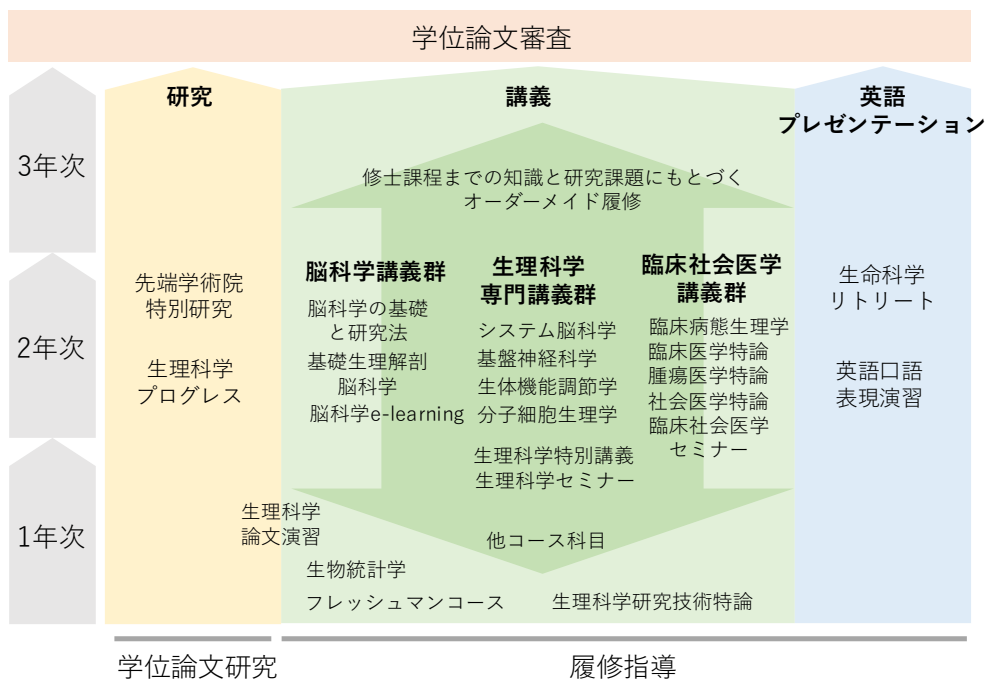 学位論文審査
3年次
2年次
1年次
研究
先端学術院
特別研究
生理科学
プログレス
生理科学
論文演習
講義
修士課程までの知識と研究課題にもとづく
オーダーメイド履修
脳科学講義群
脳科学の基礎
と研究法
基礎生理解剖
脳科学
脳科学e-learning
生理科学
専門講義群
システム脳科学
基盤神経科学
生体機能調節学
分子細胞生理学
生理科学特別講義
生理科学セミナー
臨床社会医学
講義群
臨床病態生理学
臨床医学特論
腫瘍医学特論
社会医学特論
臨床社会医学
セミナー
他コース科目
生物統計学
フレッシュマンコース
生理科学研究技術特論
英語
プレゼンテーション
生命科学
リトリート
英語口語
表現演習
学位論文研究
履修指導